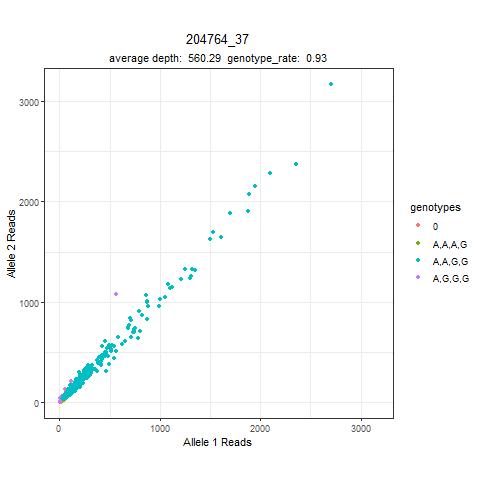 204764_37
average depth: 560.29 genotype_rate: 0.93
Allele 2 Reads
3000
2000
1000
0
0 1000 2000 3000
Allele 1 Reads
genotypes
0
A,A,A,G
A,A,G,G
A,G,G,G